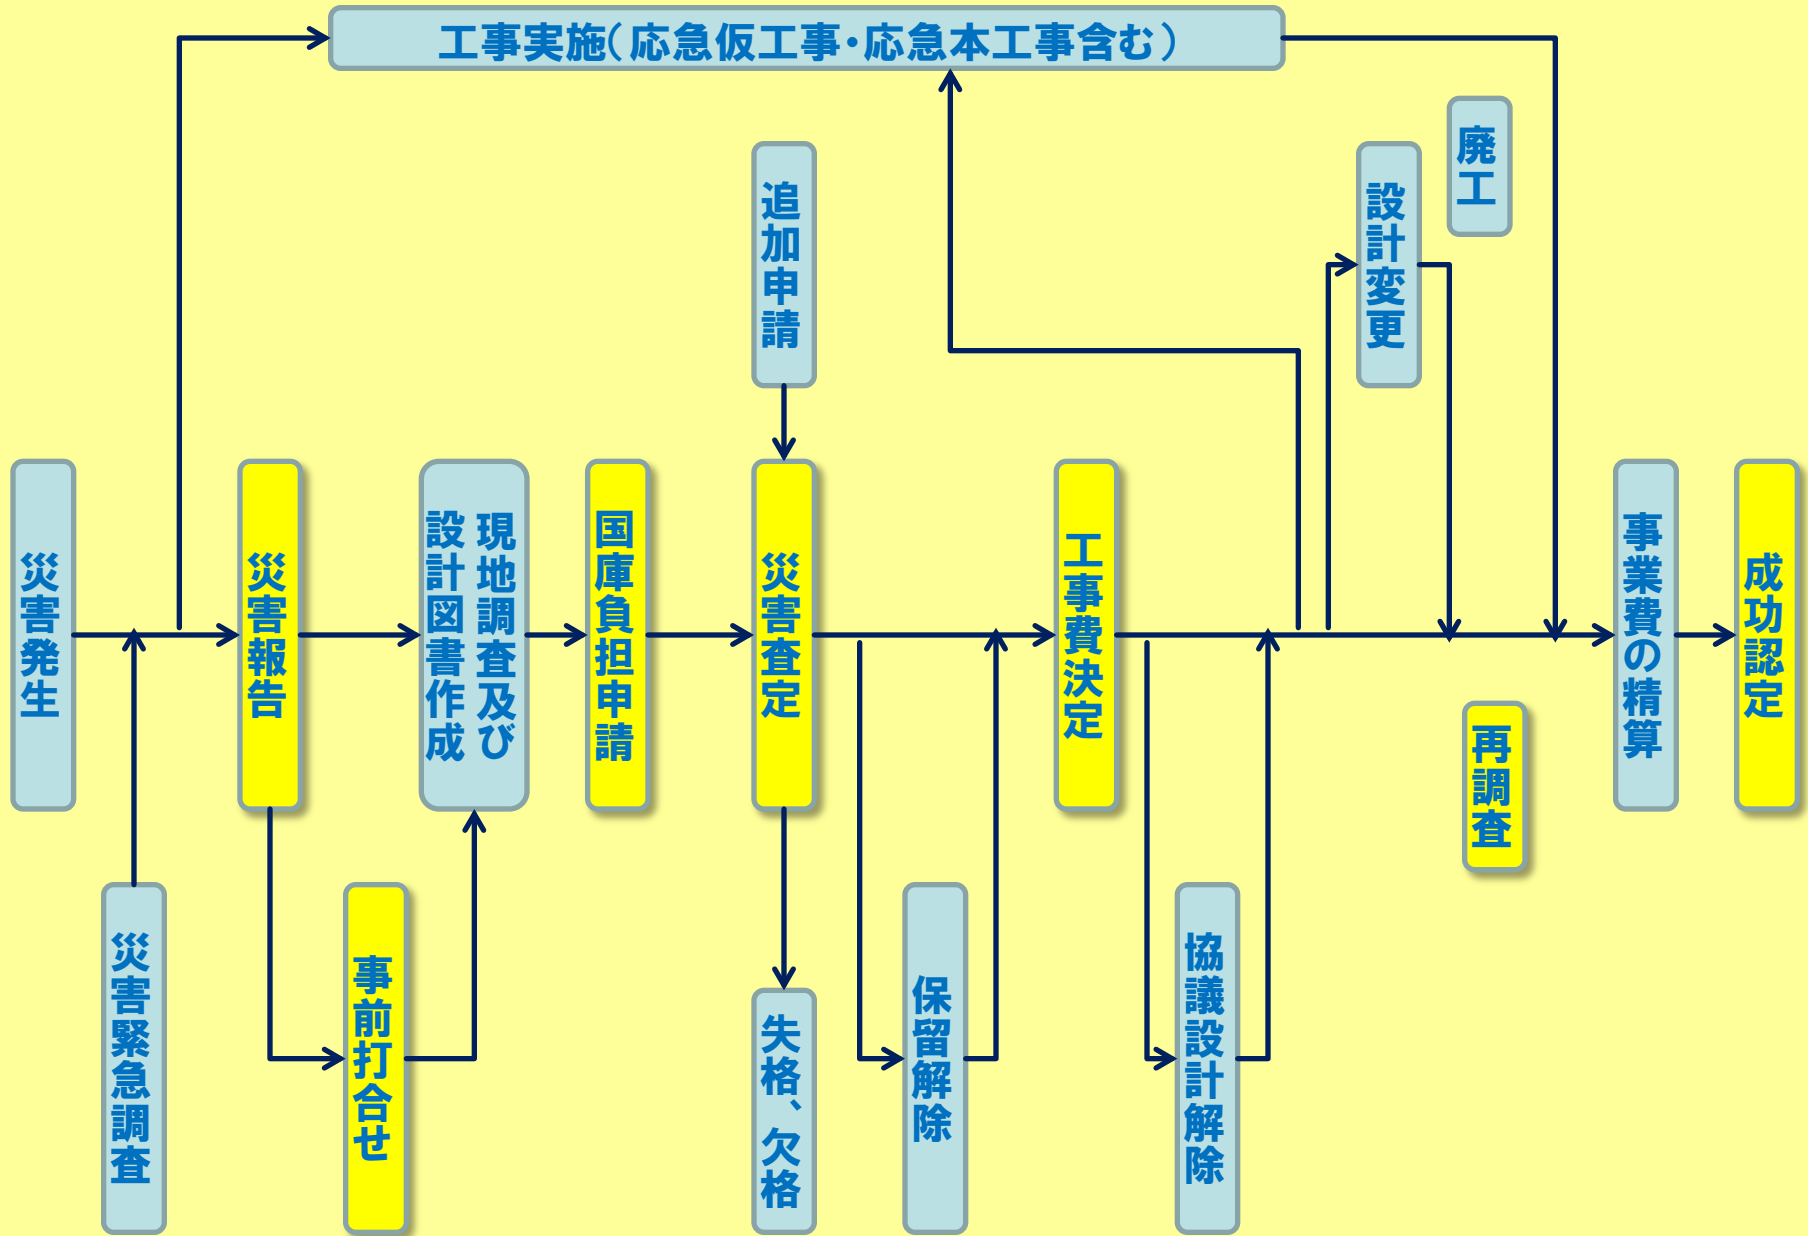 工事実施(応急仮工事・応急本工事含む)
廃工
追加申請
設計変更
災害発生
災害報告
現地調査及び
設計図書作成
国庫負担申請
災害査定
工事費決定
事業費の精算
成功認定
再調査
災害緊急調査
事前打合せ
失格、欠格
保留解除
協議設計解除